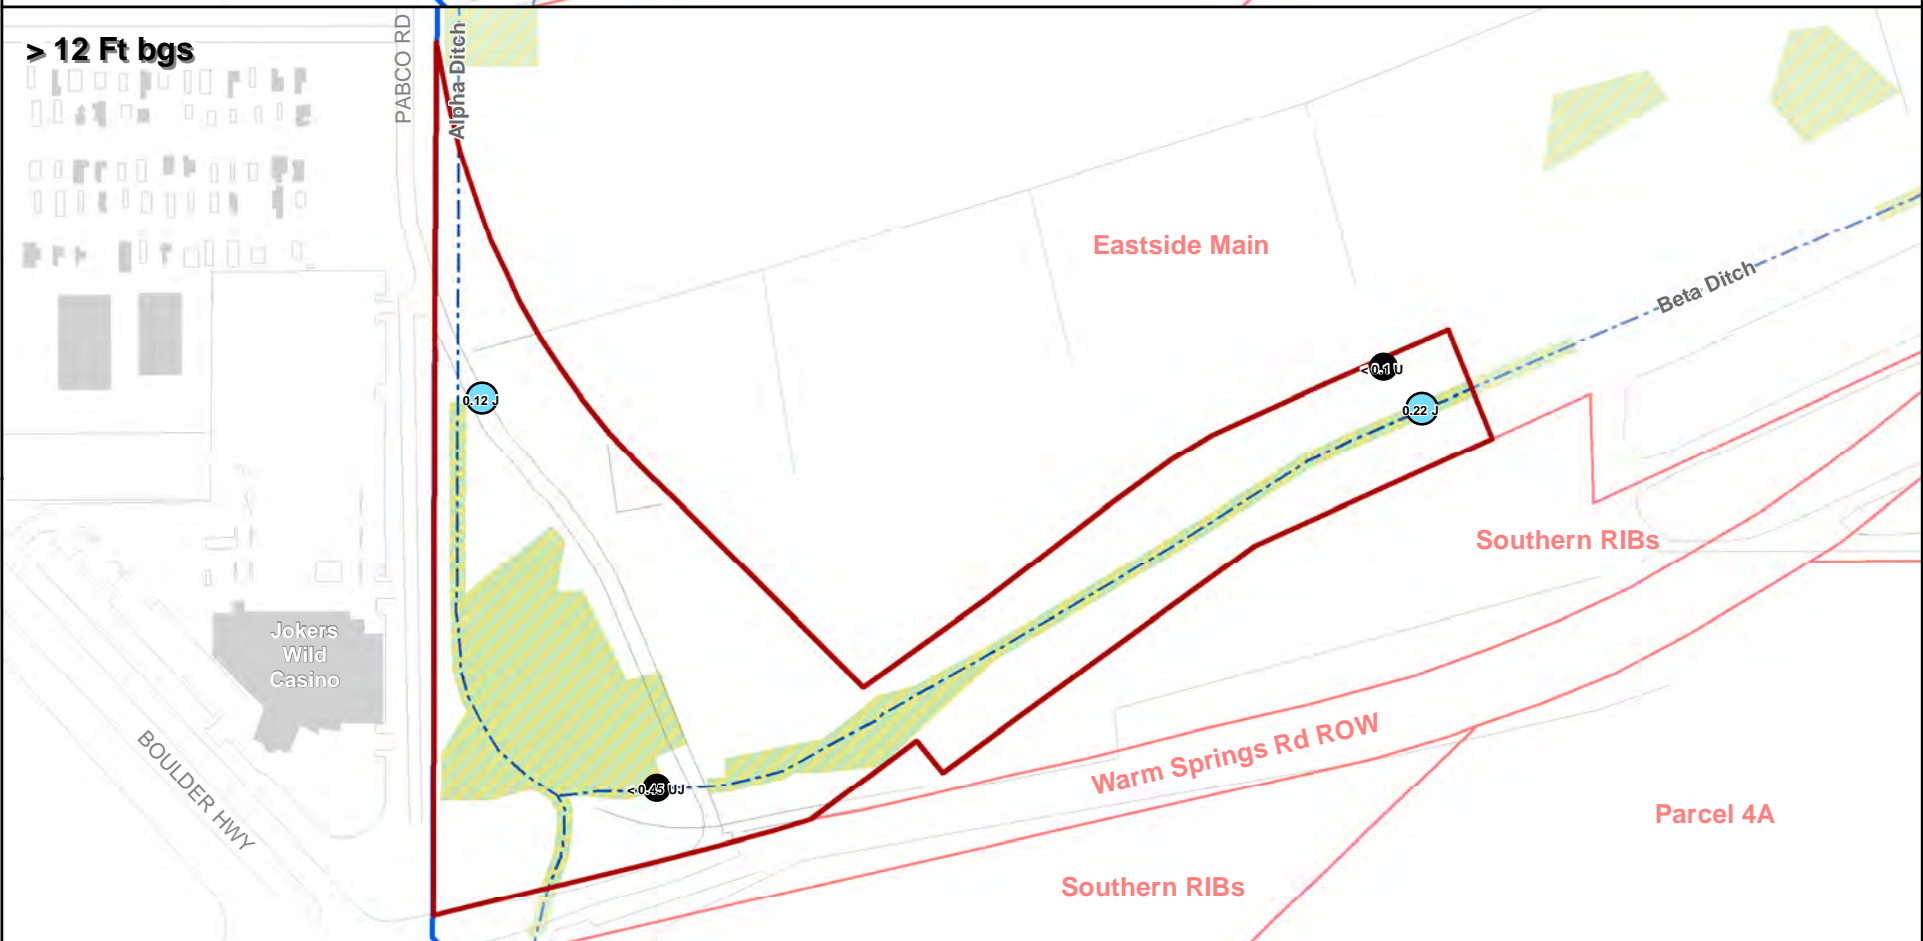 > 12 Ft bgs
PABCO RD
Alpha Ditch
Eastside Main
Beta Ditch
< 0.1 U
0.12 J
0.22 J
Southern RIBs
Jokers
Wild
Casino
Warm Springs Rd ROW
BOULDER HWY
< 0.45 UJ
Parcel 4A
Southern RIBs